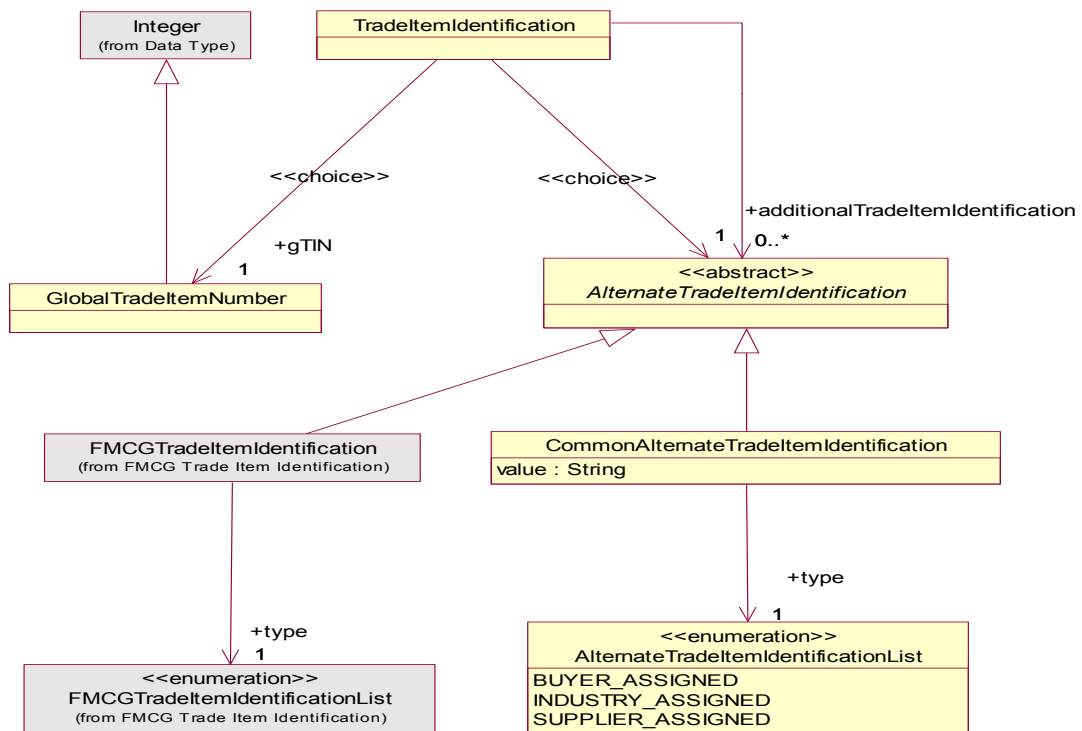 Integer
(from Data Type)
TradeItemIdentification
<<choice>>
<<choice>>
+additionalTradeItemIdentification
+gTIN
1
1
0..*
GlobalTradeItemNumber
<<abstract>>
AlternateTradeItemIdentification
FMCGTradeItemIdentification
(from FMCG Trade Item Identification)
CommonAlternateTradeItemIdentification
value : String
+type
1
+type
1
<<enumeration>>
FMCGTradeItemIdentificationList
(from FMCG Trade Item Identification)
<<enumeration>>
AlternateTradeItemIdentificationList
BUYER_ASSIGNED
INDUSTRY_ASSIGNED
SUPPLIER_ASSIGNED